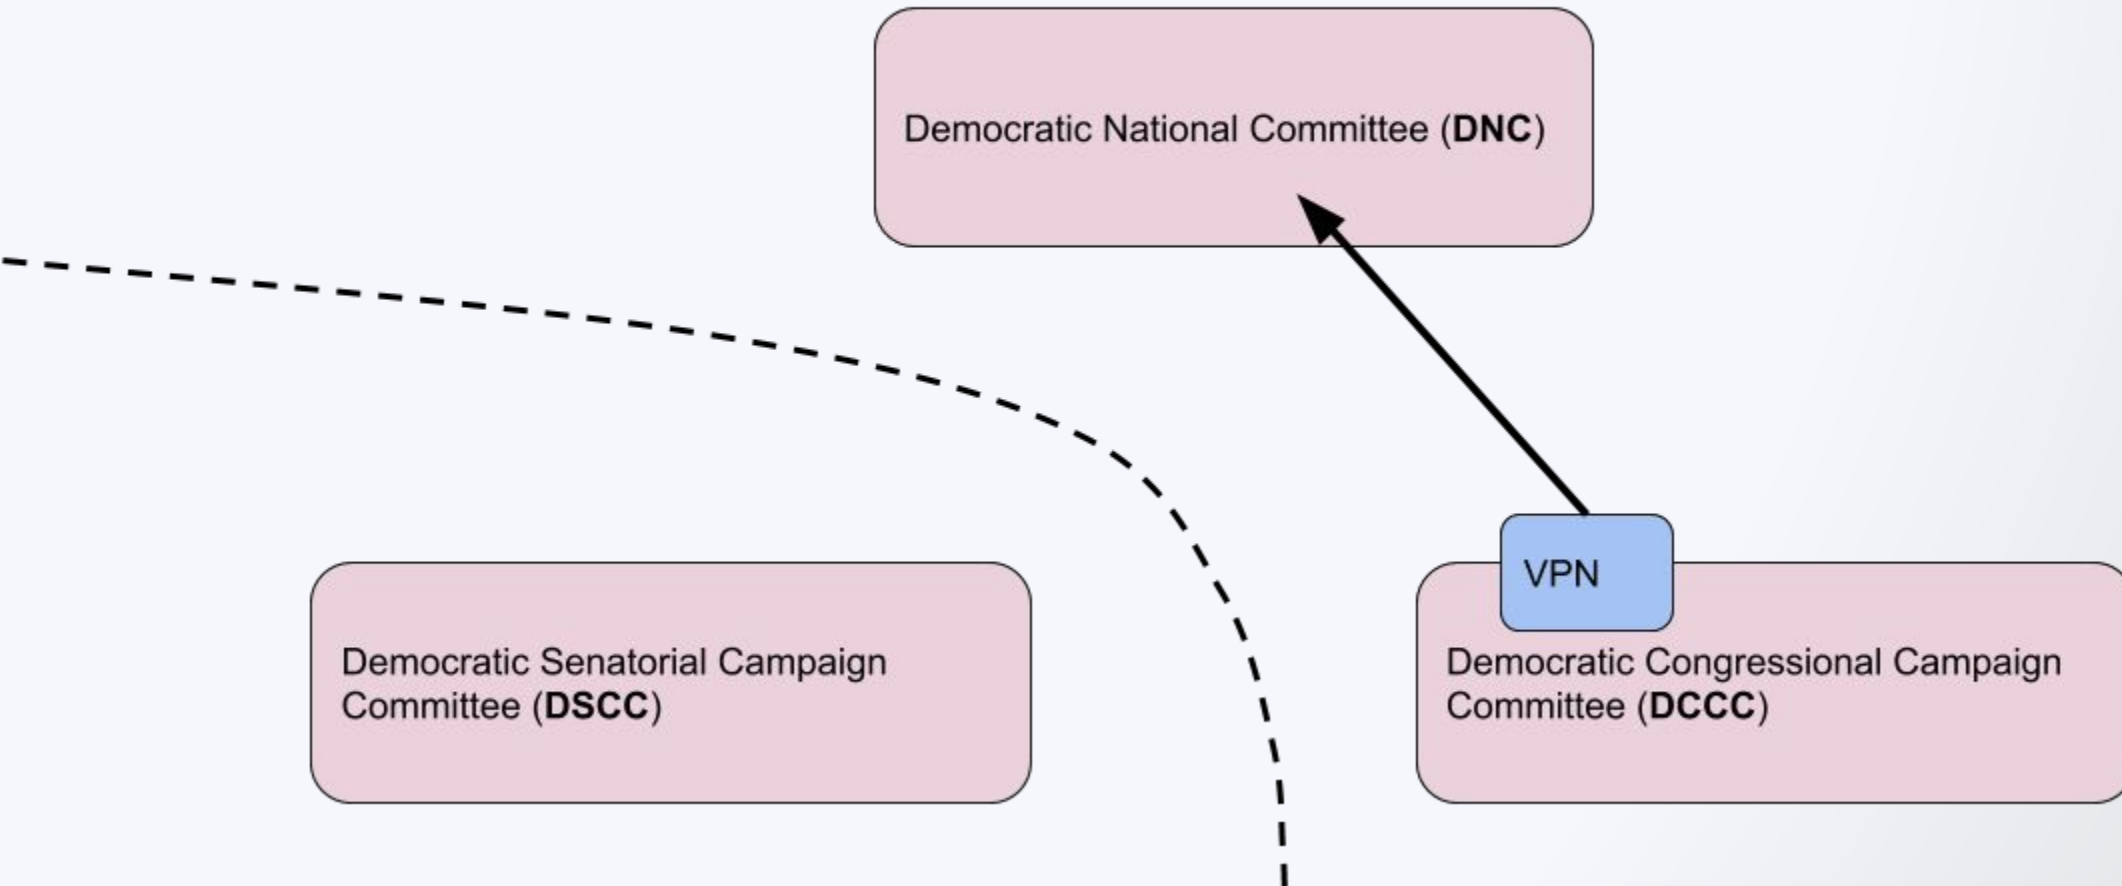 Democratic National Committee (DNC)
VPN
Democratic Senatorial Campaign
Committee (DSCC)
Democratic Congressional Campaign
Committee (DCCC)